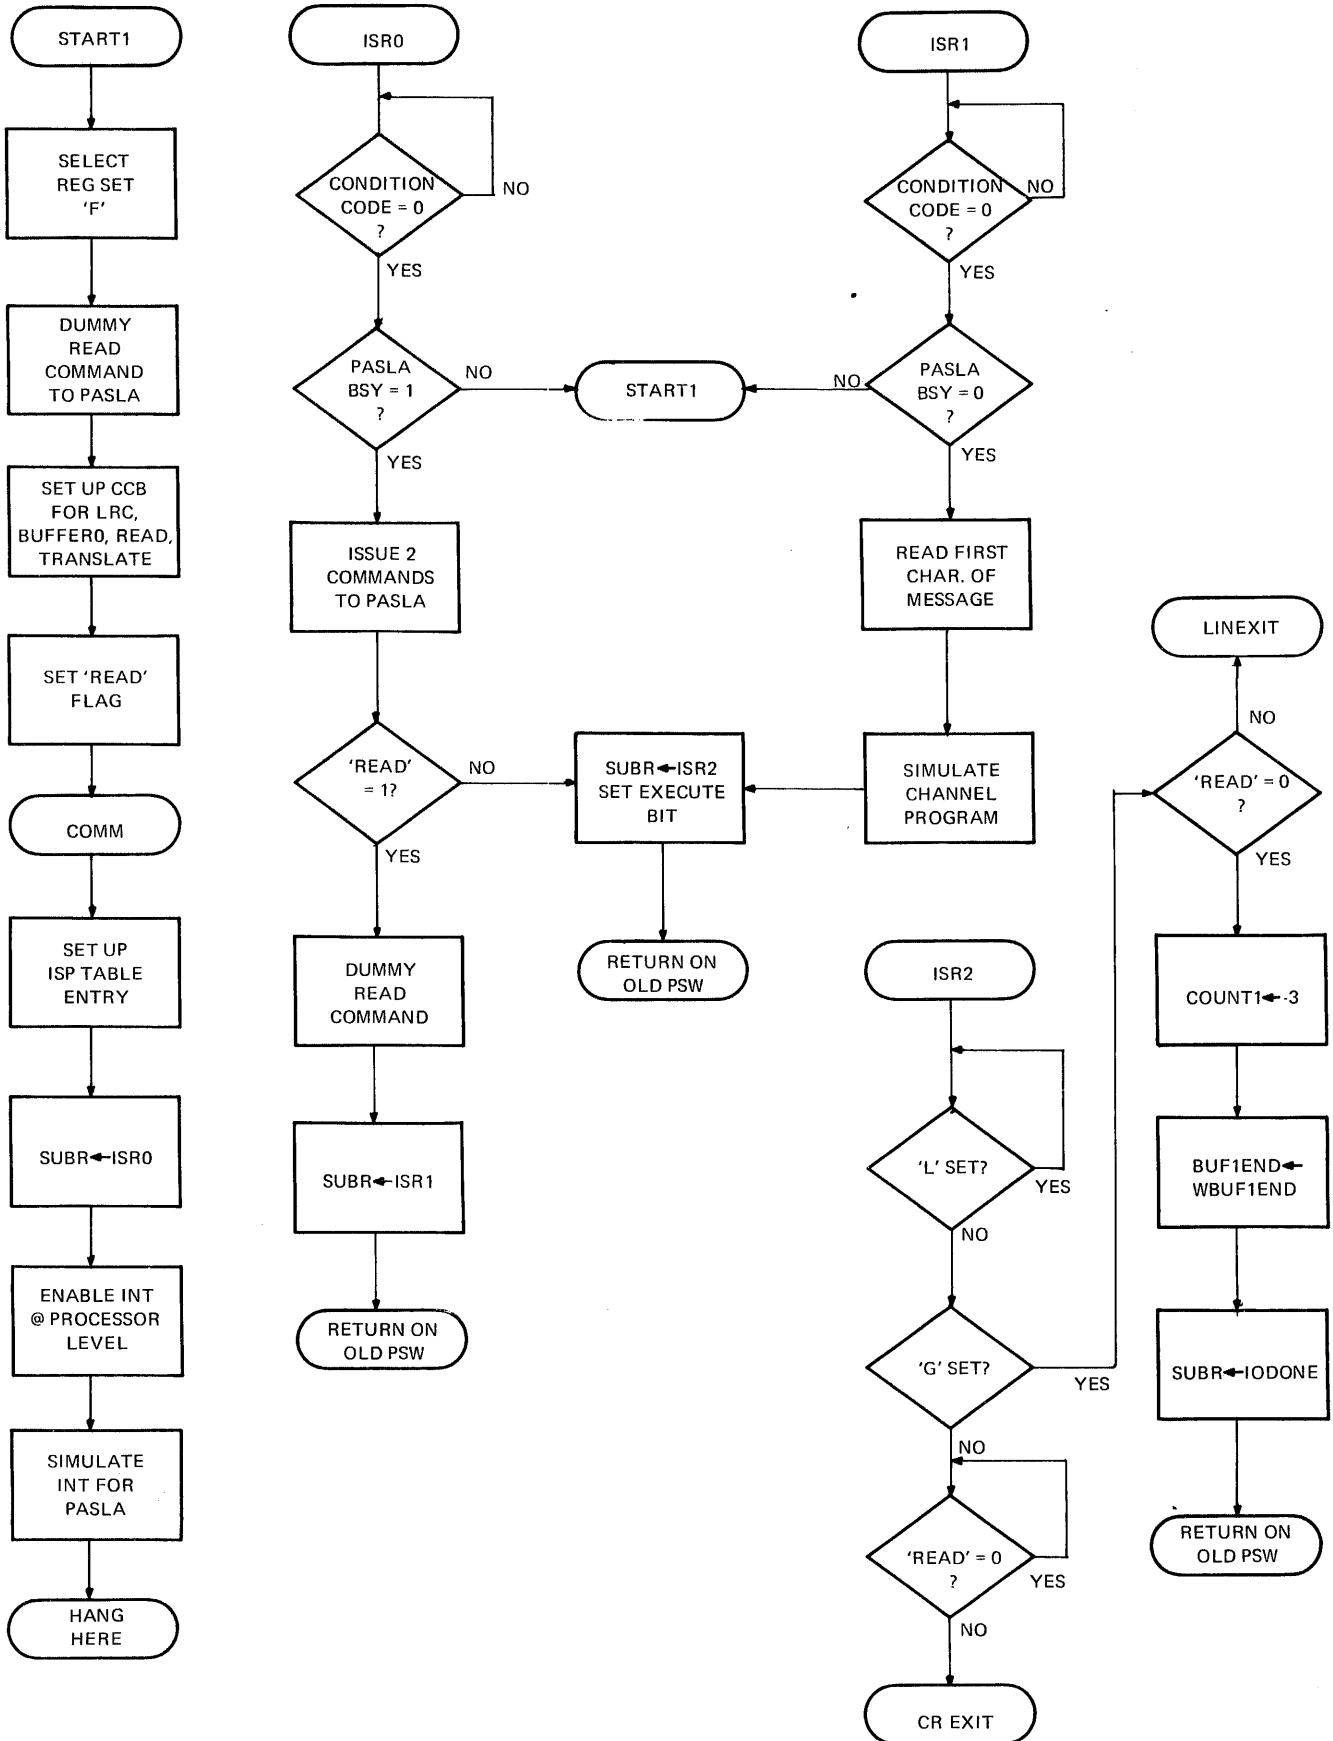 START1
SELECT
REG SET
'F'
DUMMY
READ
COMMAND
TO PASLA
SET UP CCB
FOR LRC,
BUFFER0, READ,
TRANSLATE
SET 'READ'
FLAG
COMM
SET UP
ISP TABLE
ENTRY
SUBR←ISR0
ENABLE INT
@ PROCESSOR
LEVEL
SIMULATE
INT FOR
PASLA
HANG
HERE
ISR0
CONDITION
CODE = 0
?
NO
YES
PASLA
BSY = 1
?
NO
YES
ISSUE 2
COMMANDS
TO PASLA
'READ'
= 1?
NO
YES
DUMMY
READ
COMMAND
SUBR←ISR1
RETURN ON
OLD PSW
START1
SUBR←ISR2
SET EXECUTE
BIT
RETURN ON
OLD PSW
ISR1
CONDITION
CODE = 0
?
NO
YES
PASLA
BSY = 0
?
NO
YES
READ FIRST
CHAR. OF
MESSAGE
SIMULATE
CHANNEL
PROGRAM
ISR2
'L' SET?
YES
NO
'G' SET?
YES
NO
'READ' = 0
?
YES
NO
CR EXIT
LINEXIT
NO
'READ' = 0
?
YES
COUNT1←-3
BUF1END←
WBUF1END
SUBR←IODONE
RETURN ON
OLD PSW